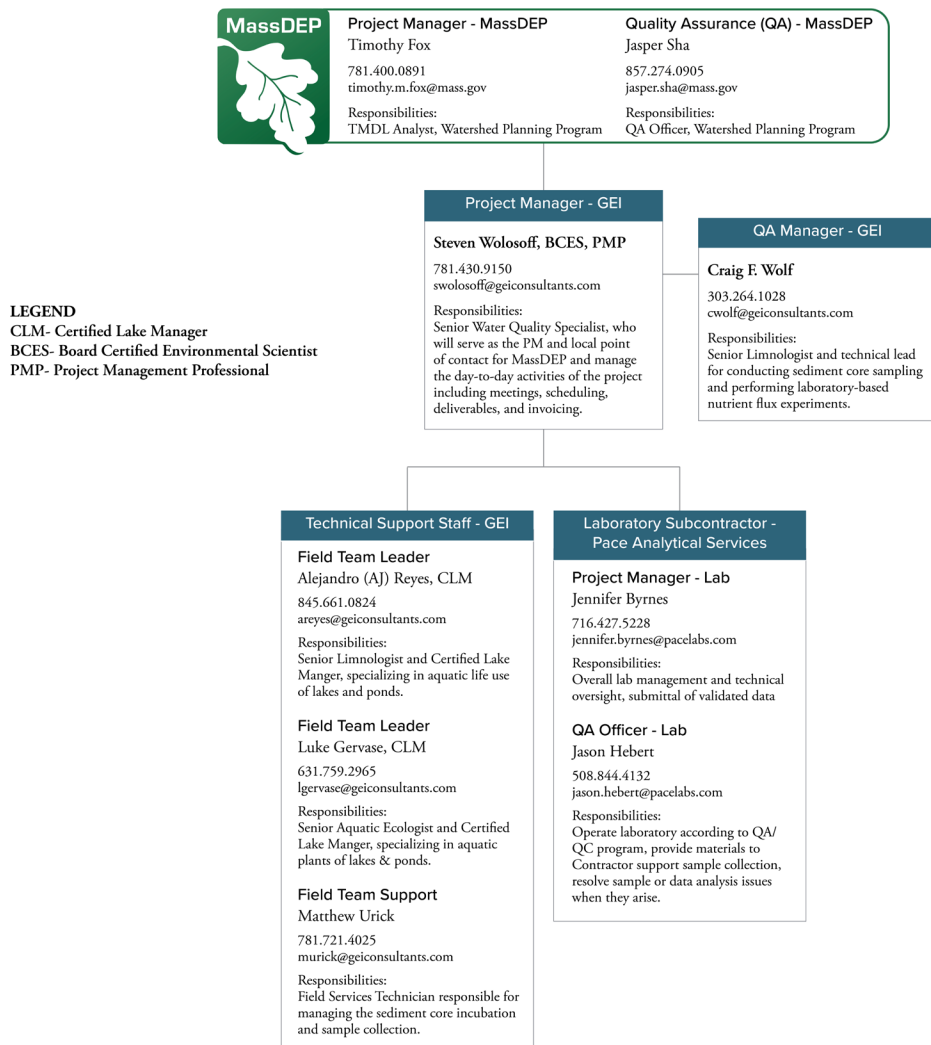 MassDEP
Project Manager - MassDEP
Timothy Fox
781.400.0891
timothy.m.fox@mass.gov
Responsibilities:
TMDL Analyst, Watershed Planning Program
Quality Assurance (QA) - MassDEP
Jasper Sha
857.274.0905
jasper.sha@mass.gov
Responsibilities:
QA Officer, Watershed Planning Program
Project Manager - GEI
Steven Wolosoff, BCES, PMP
781.430.9150
swolosoff@geiconsultants.com
Responsibilities:
Senior Water Quality Specialist, who
will serve as the PM and local point
of contact for MassDEP and manage
the day-to-day activities of the project
including meetings, scheduling,
deliverables, and invoicing.
QA Manager - GEI
Craig F. Wolf
303.264.1028
cwolf@geiconsultants.com
Responsibilities:
Senior Limnologist and technical lead
for conducting sediment core sampling
and performing laboratory-based
nutrient flux experiments.
LEGEND
CLM- Certified Lake Manager
BCES- Board Certified Environmental Scientist
PMP- Project Management Professional
Technical Support Staff - GEI
Field Team Leader
Alejandro (AJ) Reyes, CLM
845.661.0824
areyes@geiconsultants.com
Responsibilities:
Senior Limnologist and Certified Lake
Manger, specializing in aquatic life use
of lakes and ponds.
Field Team Leader
Luke Gervase, CLM
631.759.2965
lgervase@geiconsultants.com
Responsibilities:
Senior Aquatic Ecologist and Certified
Lake Manger, specializing in aquatic
plants of lakes & ponds.
Field Team Support
Matthew Urick
781.721.4025
murick@geiconsultants.com
Responsibilities:
Field Services Technician responsible for
managing the sediment core incubation
and sample collection.
Laboratory Subcontractor -
Pace Analytical Services
Project Manager - Lab
Jennifer Byrnes
716.427.5228
jennifer.byrnes@pacelabs.com
Responsibilities:
Overall lab management and technical
oversight, submittal of validated data
QA Officer - Lab
Jason Hebert
508.844.4132
jason.hebert@pacelabs.com
Responsibilities:
Operate laboratory according to QA/
QC program, provide materials to
Contractor support sample collection,
resolve sample or data analysis issues
when they arise.